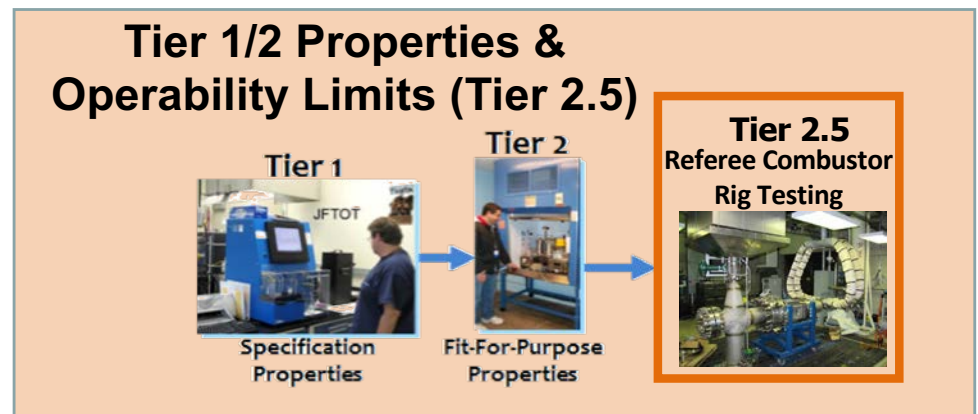 Tier 1/2 Properties &
Operability Limits (Tier 2.5)
Tier 1
JFTOT
Specification
Properties
Tier 2
Fit-For-Purpose
Properties
Tier 2.5
Referee Combustor
Rig Testing